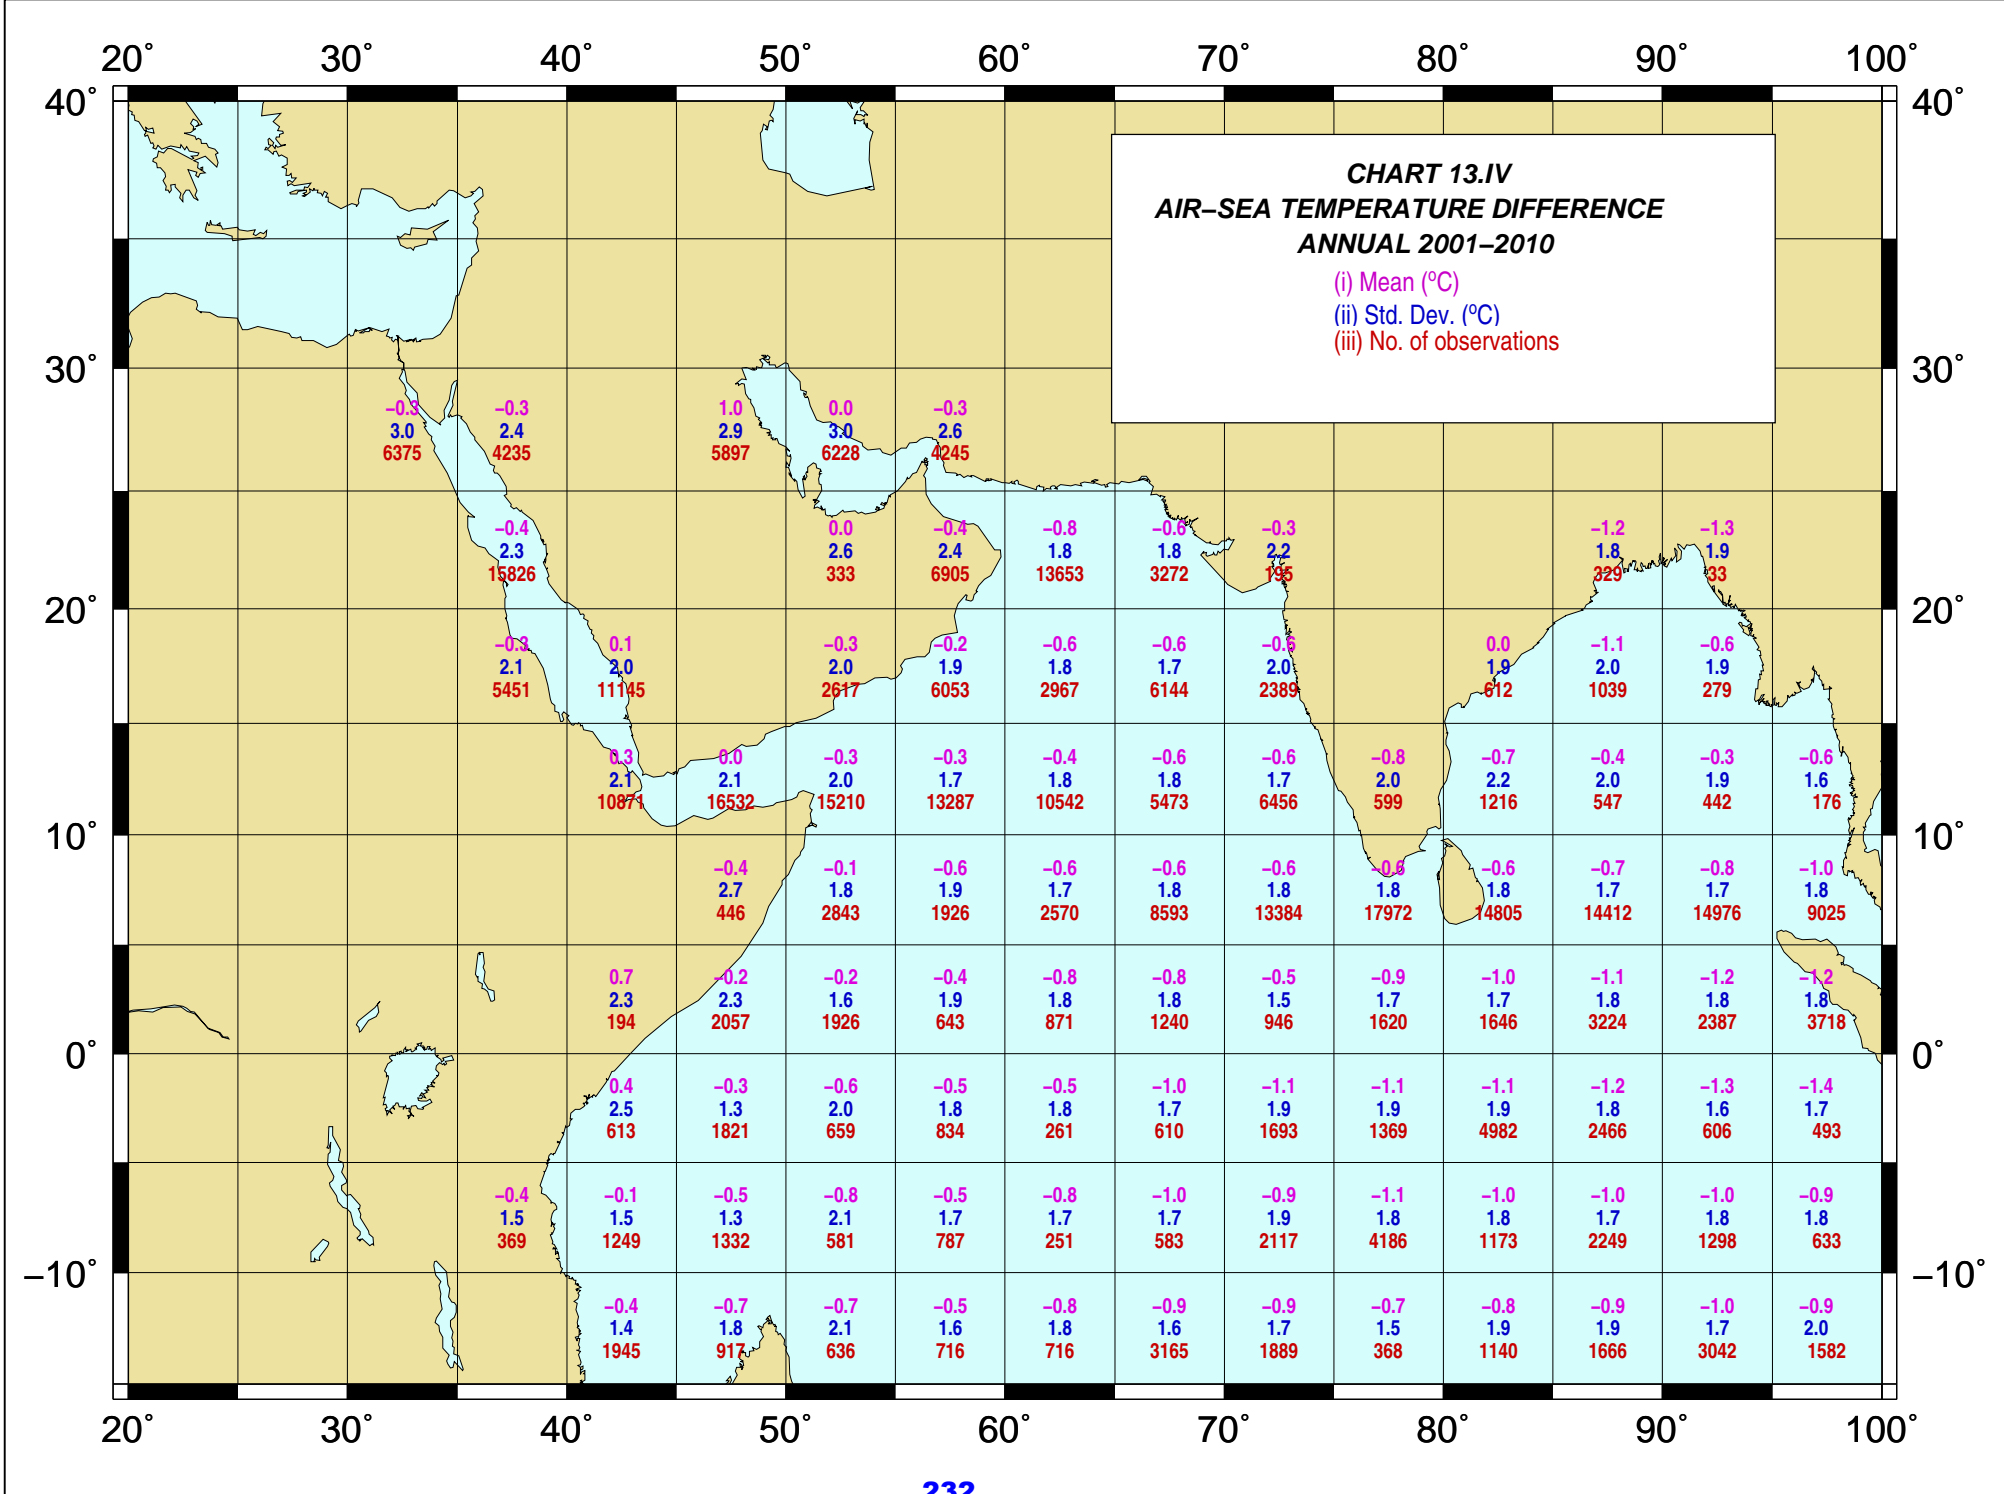 20° 30° 40° 50° 60° 70° 80° 90° 100°
40° 40°
CHART 13.IV
AIR–SEA TEMPERATURE DIFFERENCE
ANNUAL 2001–2010
(i) Mean (ºC)
(ii) Std. Dev. (ºC)
(iii) No. of observations
30° 30°
−0.3 −0.3 1.0 0.0 −0.3
3.0 2.4 2.9 3.0 2.6
6375 4235 5897 6228 4245
−0.4 0.0 −0.4 −0.8 −0.6 −0.3 −1.2 −1.3
2.3 2.6 2.4 1.8 1.8 2.2 1.8 1.9
15826 333 6905 13653 3272 195 329 33
20° 20°
−0.3 0.1 −0.3 −0.2 −0.6 −0.6 −0.6 0.0 −1.1 −0.6
2.1 2.0 2.0 1.9 1.8 1.7 2.0 1.9 2.0 1.9
5451 11145 2617 6053 2967 6144 2389 612 1039 279
0.3 0.0 −0.3 −0.3 −0.4 −0.6 −0.6 −0.8 −0.7 −0.4 −0.3 −0.6
2.1 2.1 2.0 1.7 1.8 1.8 1.7 2.0 2.2 2.0 1.9 1.6
10871 16532 15210 13287 10542 5473 6456 599 1216 547 442 176
10° 10°
−0.4 −0.1 −0.6 −0.6 −0.6 −0.6 −0.6 −0.6 −0.7 −0.8 −1.0
2.7 1.8 1.9 1.7 1.8 1.8 1.8 1.8 1.7 1.7 1.8
446 2843 1926 2570 8593 13384 17972 14805 14412 14976 9025
0.7 −0.2 −0.2 −0.4 −0.8 −0.8 −0.5 −0.9 −1.0 −1.1 −1.2 −1.2
2.3 2.3 1.6 1.9 1.8 1.8 1.5 1.7 1.7 1.8 1.8 1.8
194 2057 1926 643 871 1240 946 1620 1646 3224 2387 3718
0° 0°
0.4 −0.3 −0.6 −0.5 −0.5 −1.0 −1.1 −1.1 −1.1 −1.2 −1.3 −1.4
2.5 1.3 2.0 1.8 1.8 1.7 1.9 1.9 1.9 1.8 1.6 1.7
613 1821 659 834 261 610 1693 1369 4982 2466 606 493
−0.4 −0.1 −0.5 −0.8 −0.5 −0.8 −1.0 −0.9 −1.1 −1.0 −1.0 −1.0 −0.9
1.5 1.5 1.3 2.1 1.7 1.7 1.7 1.9 1.8 1.8 1.7 1.8 1.8
369 1249 1332 581 787 251 583 2117 4186 1173 2249 1298 633
−10° −10°
−0.4 −0.7 −0.7 −0.5 −0.8 −0.9 −0.9 −0.7 −0.8 −0.9 −1.0 −0.9
1.4 1.8 2.1 1.6 1.8 1.6 1.7 1.5 1.9 1.9 1.7 2.0
1945 917 636 716 716 3165 1889 368 1140 1666 3042 1582
20° 30° 40° 50° 60° 70° 80° 90° 100°
232